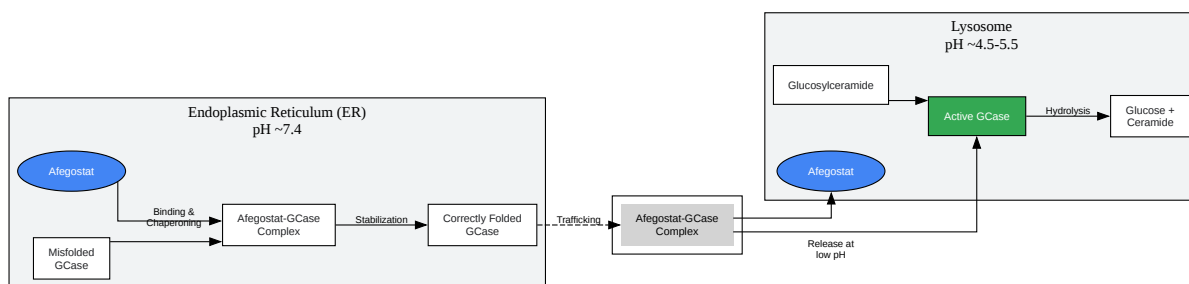 Endoplasmic Reticulum (ER)
pH ~7.4
Afegostat
Misfolded
GCase
Binding &
Chaperoning
Afegostat-GCase
Complex
Stabilization
Correctly Folded
GCase
Trafficking
Afegostat-GCase
Complex
Release at
low pH
Lysosome
pH ~4.5-5.5
Glucosylceramide
Afegostat
Active GCase
Hydrolysis
Glucose +
Ceramide